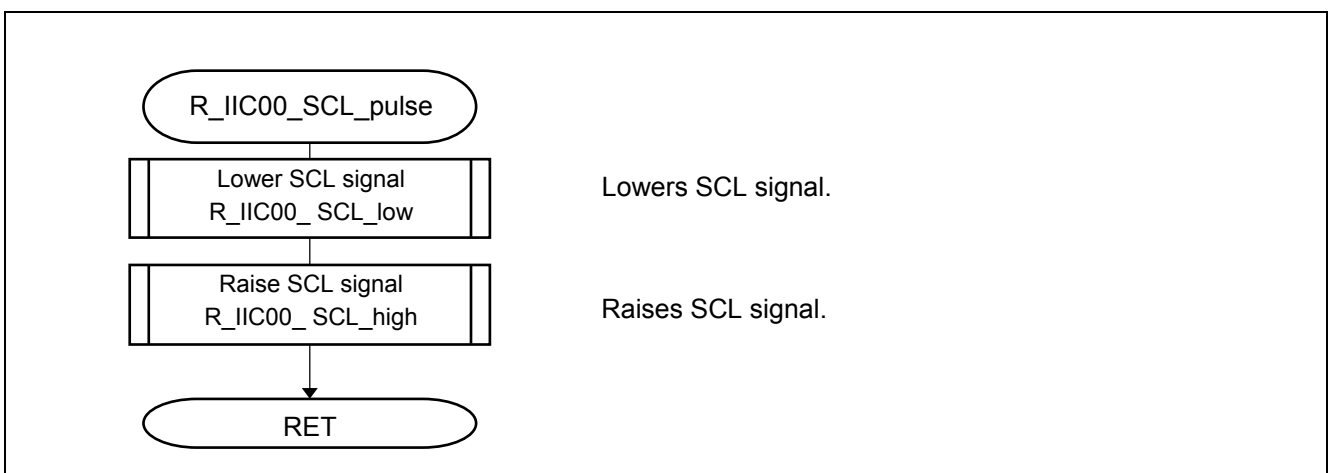 R_IIC00_SCL_pulse
Lower SCL signal
R_IIC00_ SCL_low
Lowers SCL signal.
Raise SCL signal
R_IIC00_ SCL_high
Raises SCL signal.
RET